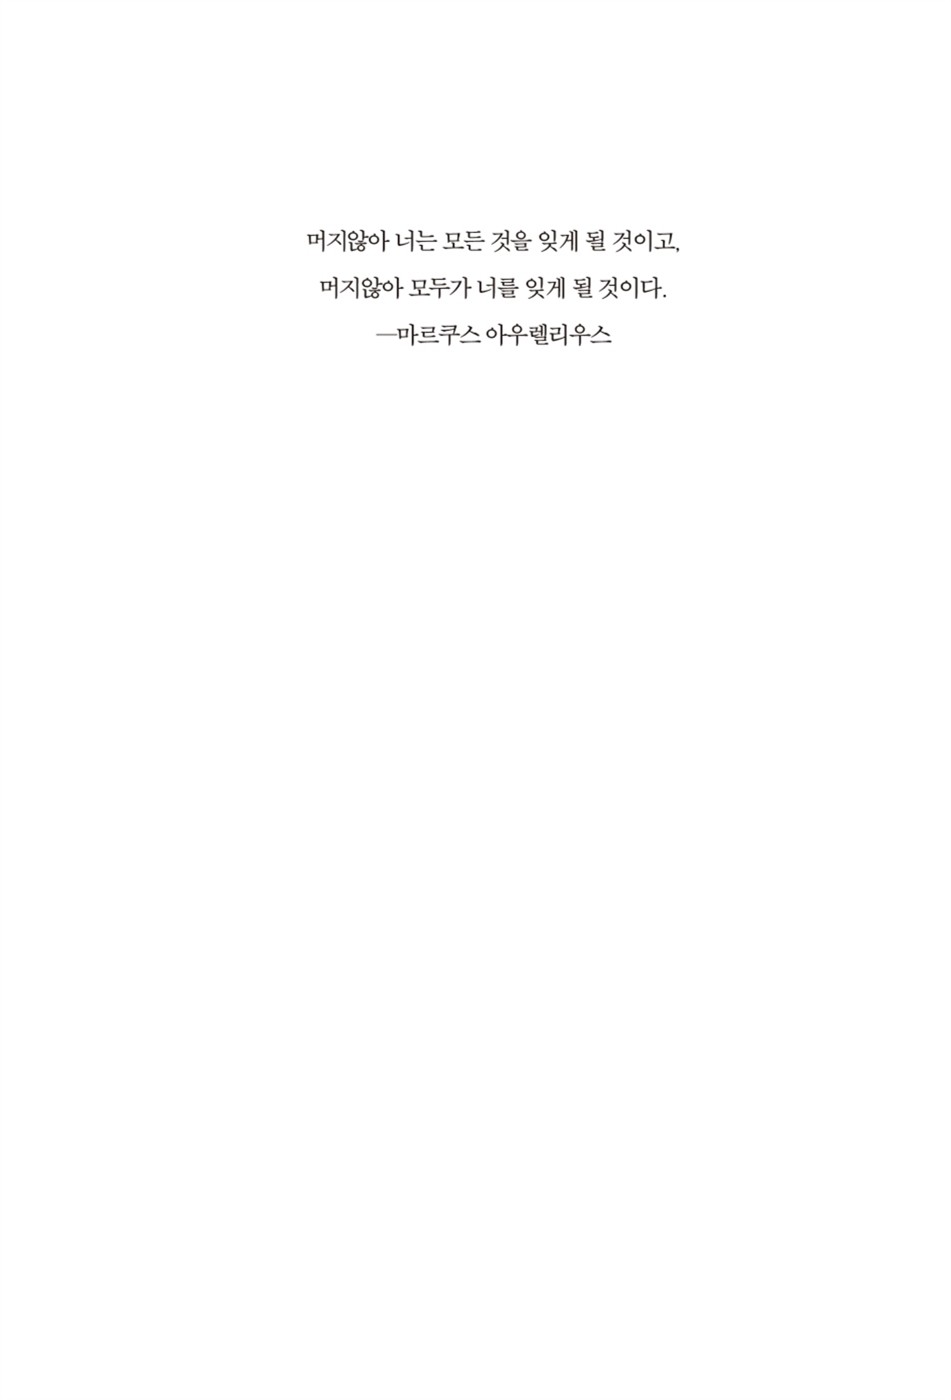 머지않아 너는 모든 것을 잊게 될 것이고,
머지않아 모두가 너를 잊게 될 것이다.
—마르쿠스 아우렐리우스